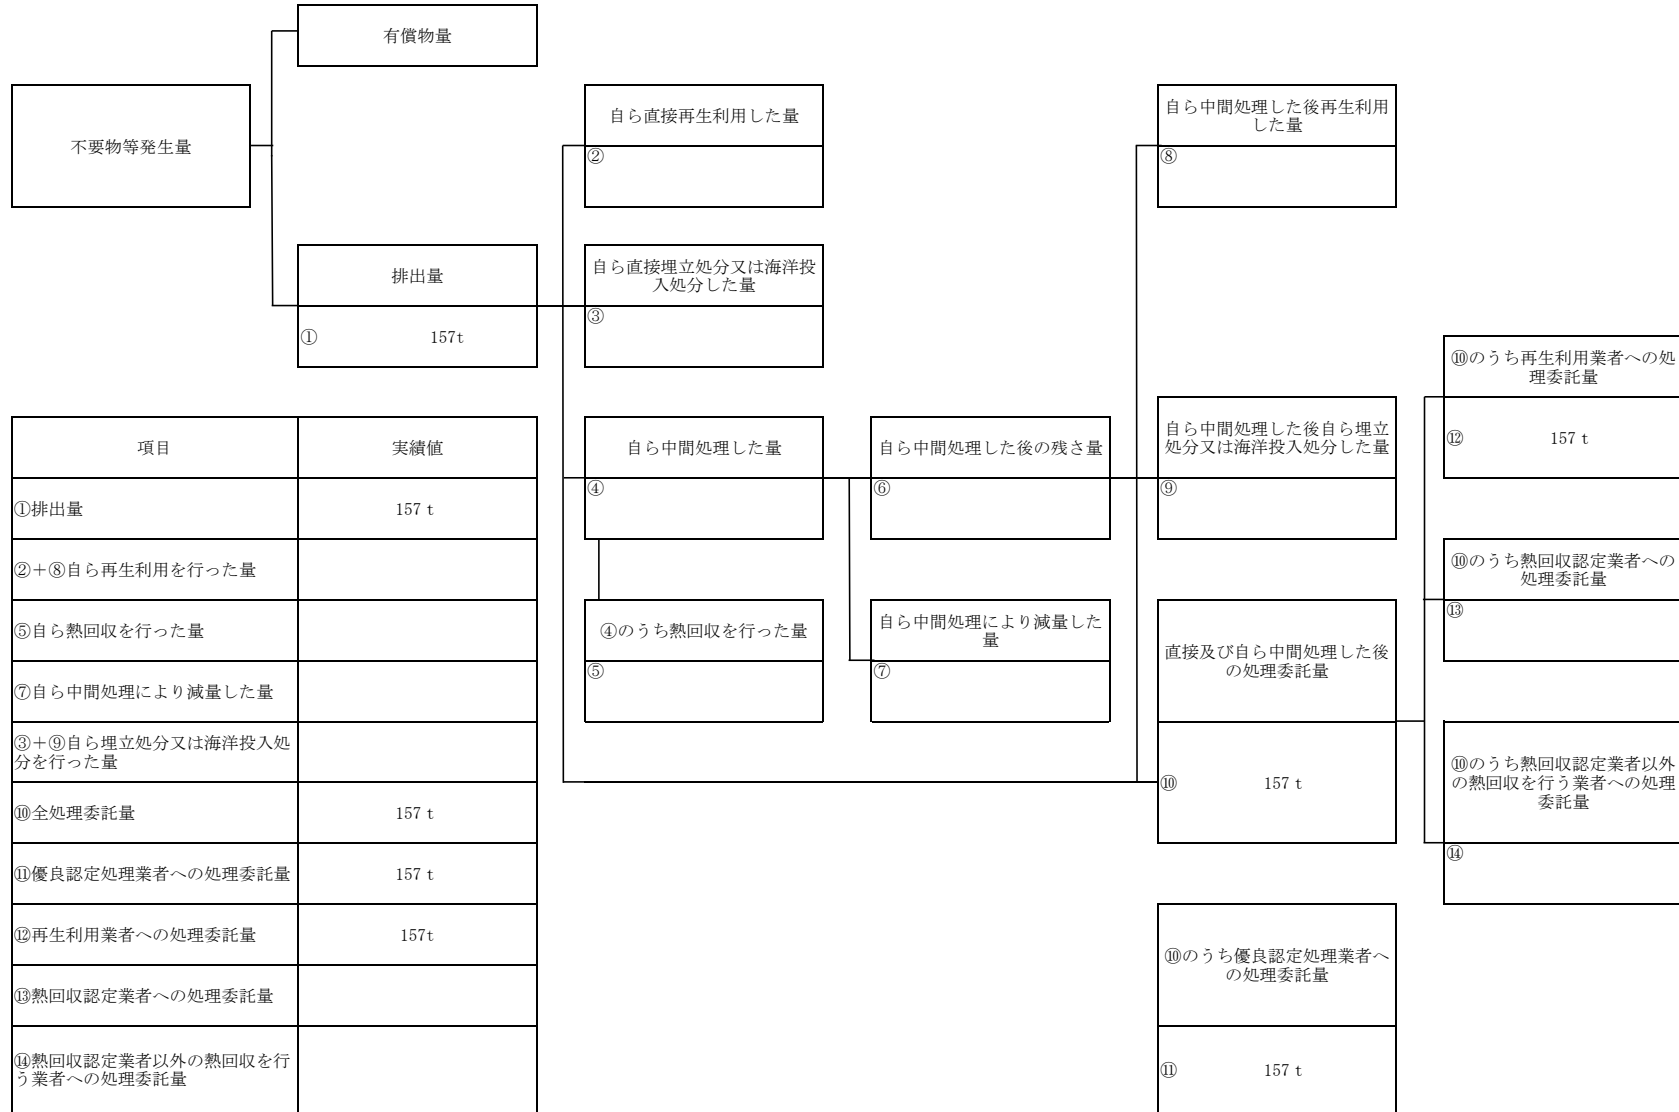 有償物量
不要物等発生量
排出量
① 157t
自ら直接再生利用した量
②
自ら直接埋立処分又は海洋投
入処分した量
③
自ら中間処理した量
④
④のうち熱回収を行った量
⑤
自ら中間処理した後の残さ量
⑥
自ら中間処理により減量した
量
⑦
自ら中間処理した後再生利用
した量
⑧
自ら中間処理した後自ら埋立
処分又は海洋投入処分した量
⑨
直接及び自ら中間処理した後
の処理委託量
⑩ 157 t
⑩のうち優良認定処理業者へ
の処理委託量
⑪ 157 t
⑩のうち再生利用業者への処
理委託量
⑫ 157 t
⑩のうち熱回収認定業者への
処理委託量
⑬
⑩のうち熱回収認定業者以外
の熱回収を行う業者への処理
委託量
⑭
項目 実績値
①排出量 157 t
②＋⑧自ら再生利用を行った量
⑤自ら熱回収を行った量
⑦自ら中間処理により減量した量
③＋⑨自ら埋立処分又は海洋投入処
分を行った量
⑩全処理委託量 157 t
⑪優良認定処理業者への処理委託量 157 t
⑫再生利用業者への処理委託量 157t
⑬熱回収認定業者への処理委託量
⑭熱回収認定業者以外の熱回収を行
う業者への処理委託量